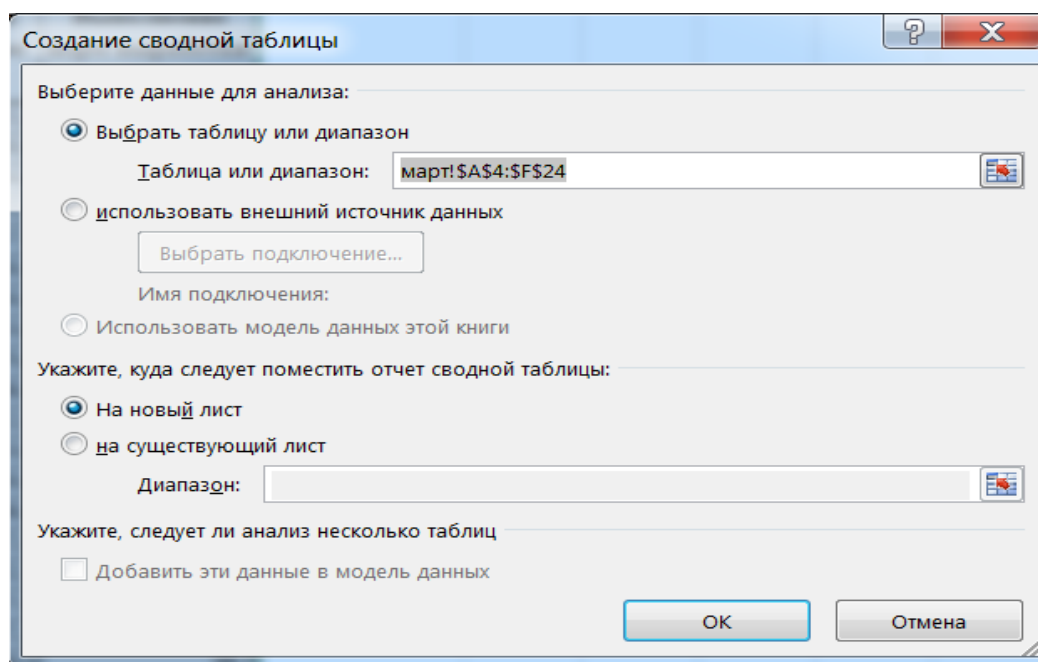 Создание сводной таблицы
Выберите данные для анализа:
Выбрать таблицу или диапазон
Таблица или диапазон: март!$A$4:$F$24
использовать внешний источник данных
Выбрать подключение...
Имя подключения:
Использовать модель данных этой книги
Укажите, куда следует поместить отчет сводной таблицы:
На новый лист
на существующий лист
Диапазон:
Укажите, следует ли анализ несколько таблиц
Добавить эти данные в модель данных
ОК Отмена